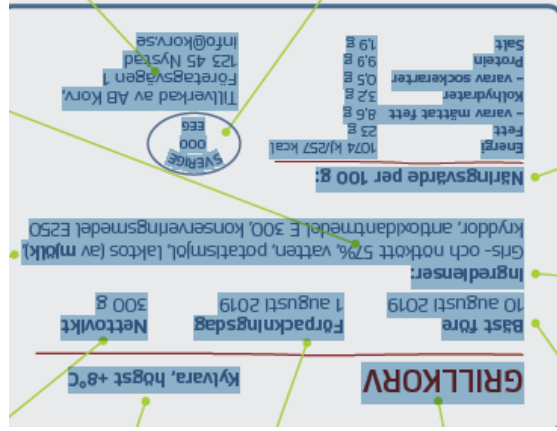 GRILLKORV
Kylvara, högst +8°C
Bäst före
10 augusti 2019
Förpackningsdag
1 augusti 2019
Nettovikt
300 g
Ingredienser:
Gris- och nötkött 57%, vatten, potatismjöl, laktos (av mjölk),
kryddor, antioxidantmedel E 300, konserveringsmedel E250
Näringsvärde per 100 g:
Energi 1074 kJ/257 kcal
Fett 23 g
– varav mättat fett 8,6 g
Kolhydrater 3,2 g
– varav sockerarter 0,5 g
Protein 9,9 g
Salt 1,9 g
SVERIGE
000
EEG
Tillverkad av AB Korv,
Företagsvägen 1
123 45 Nystad
info@korv.se